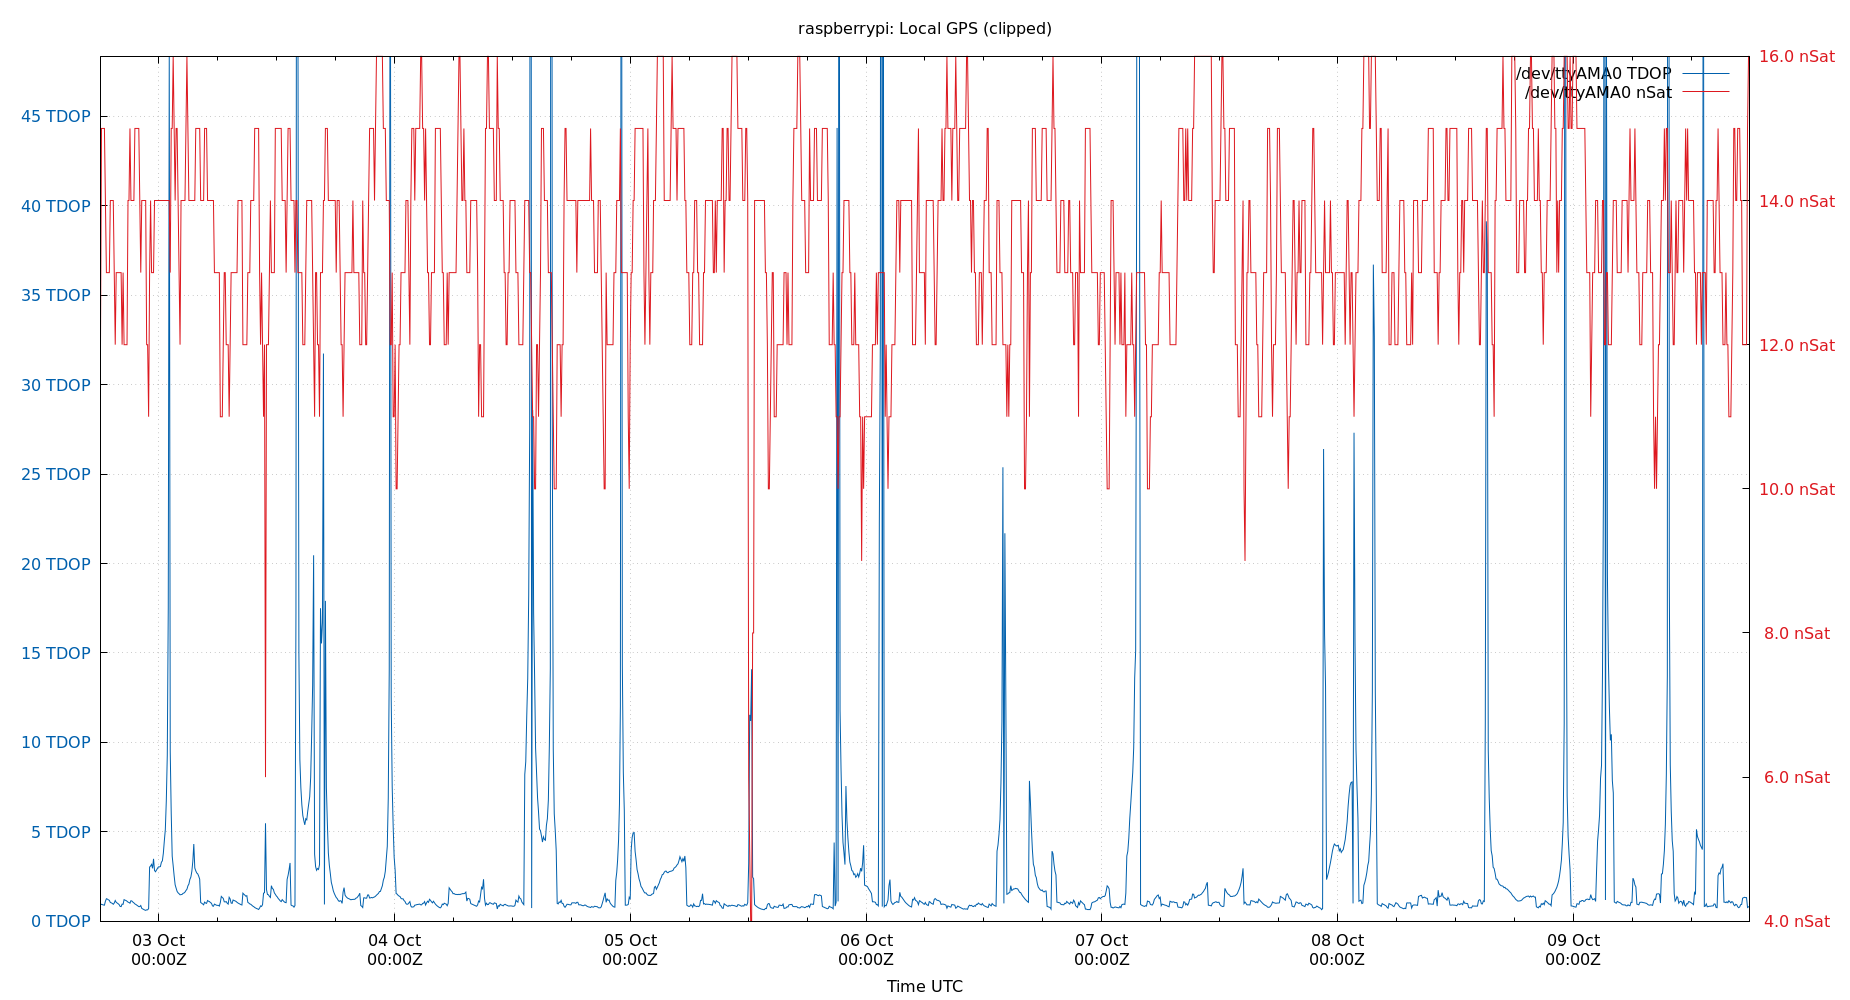 raspberrypi: Local GPS (clipped)
16.0 nSat
/dev/ttyAMA0 TDOP
/dev/ttyAMA0 nSat
45 TDOP
40 TDOP
14.0 nSat
35 TDOP
12.0 nSat
30 TDOP
25 TDOP
10.0 nSat
20 TDOP
15 TDOP
8.0 nSat
10 TDOP
6.0 nSat
5 TDOP
0 TDOP
4.0 nSat
03 Oct 04 Oct 05 Oct 06 Oct 07 Oct 08 Oct 09 Oct
00:00Z 00:00Z 00:00Z 00:00Z 00:00Z 00:00Z 00:00Z
Time UTC